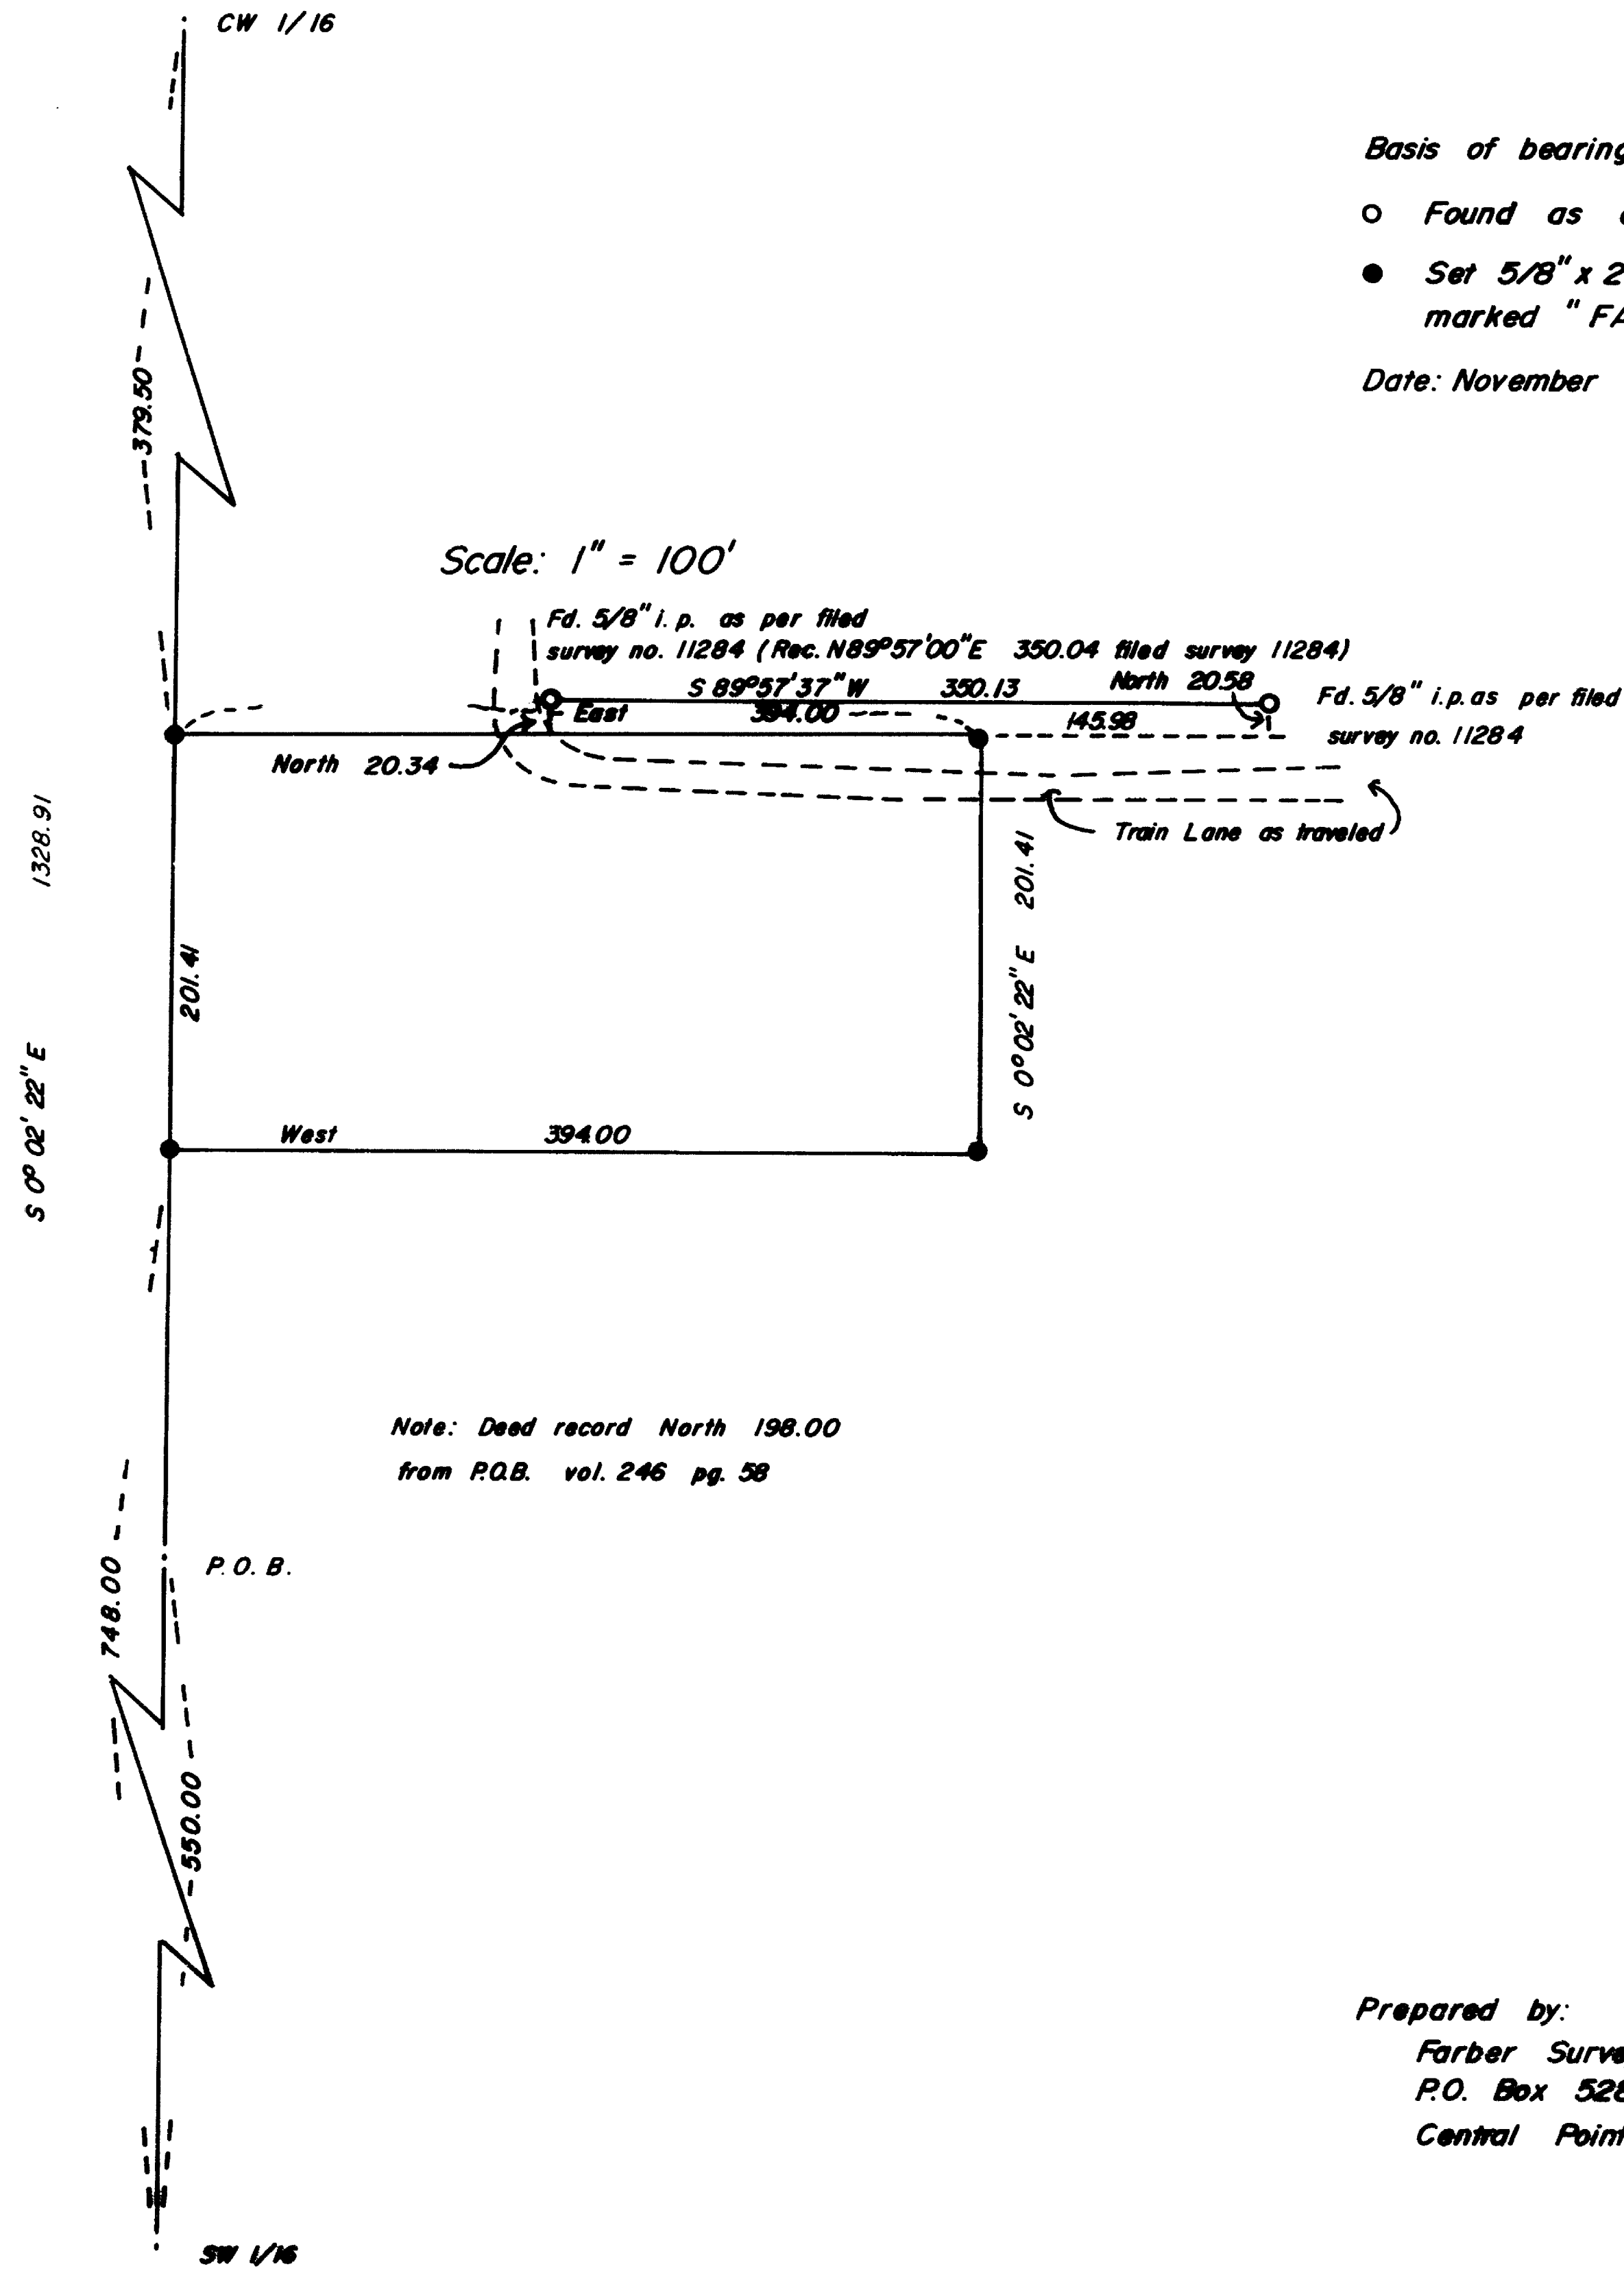 CW 1/16
Basis of bearing
Found as
Set 5/8" x 2
marked "FA
Date: November
379.50
Scale: 1" = 100'
Fd. 5/8" i.p. as per filed
survey no. 11284 (Rec. N89°57'00"E 350.04 filed survey 11284)
S 89°57'37" W 350.13 North 20.58
Fd. 5/8" i.p. as per filed
survey no. 11284
East 394.00 145.98
North 20.34
Train Lane as traveled
1328.91
S 0° 02' 22" E
201.41
S 0° 02' 22" E 201.41
West 394.00
Note: Deed record North 198.00
from P.O.B. vol. 246 pg. 58
748.00
P.O.B.
550.00
Prepared by:
Farber Surve
P.O. Box 528
Central Point
SW 1/16